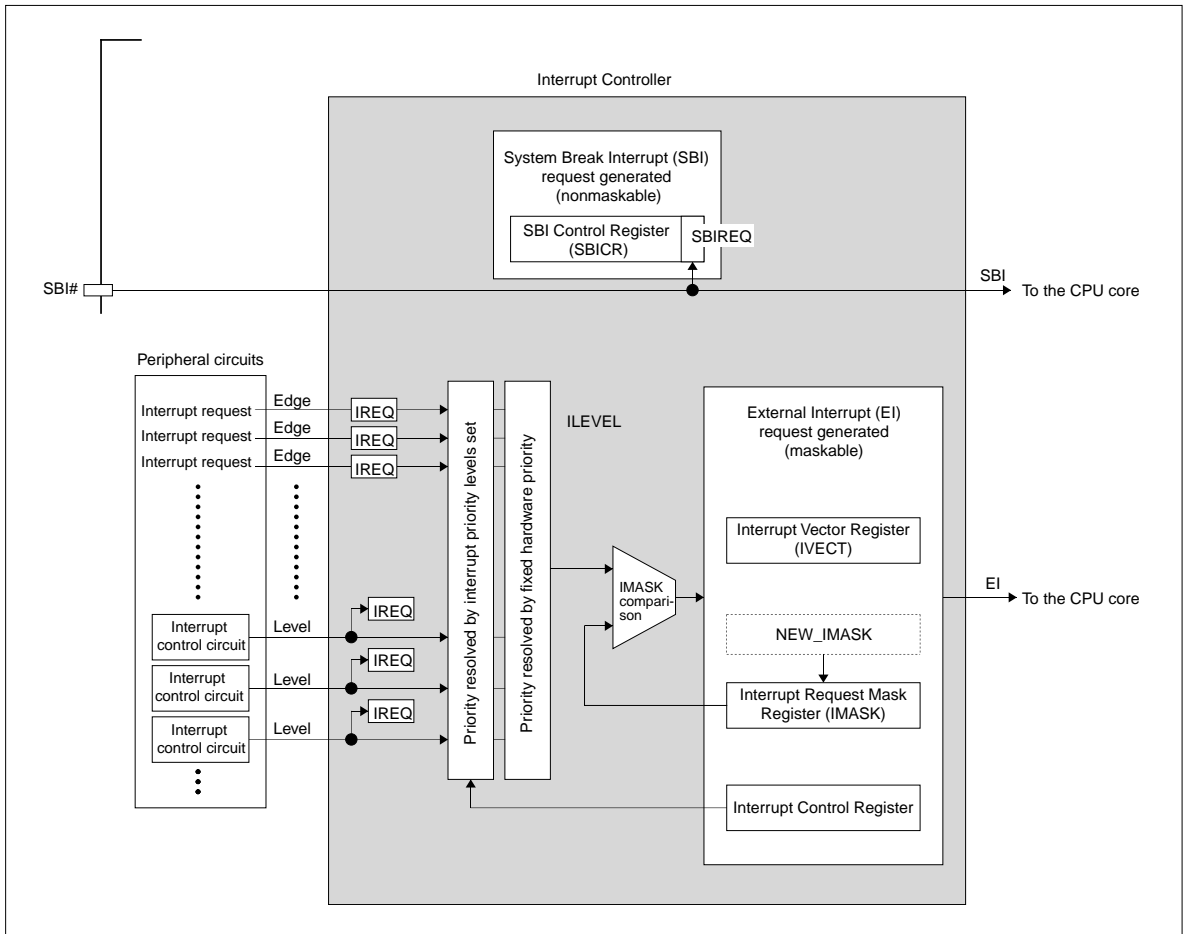 Interrupt Controller
System Break Interrupt (SBI)
request generated
(nonmaskable)
SBI Control Register
(SBICR)
SBIREQ
SBI#
SBI
To the CPU core
Peripheral circuits
Interrupt request
Edge
IREQ
Interrupt request
Edge
IREQ
Interrupt request
Edge
IREQ
Interrupt
control circuit
Level
IREQ
Interrupt
control circuit
Level
IREQ
Interrupt
control circuit
Level
IREQ
Priority resolved by interrupt priority levels set
Priority resolved by fixed hardware priority
ILEVEL
IMASK
compari-
son
External Interrupt (EI)
request generated
(maskable)
Interrupt Vector Register
(IVECT)
NEW_IMASK
Interrupt Request Mask
Register (IMASK)
Interrupt Control Register
EI
To the CPU core